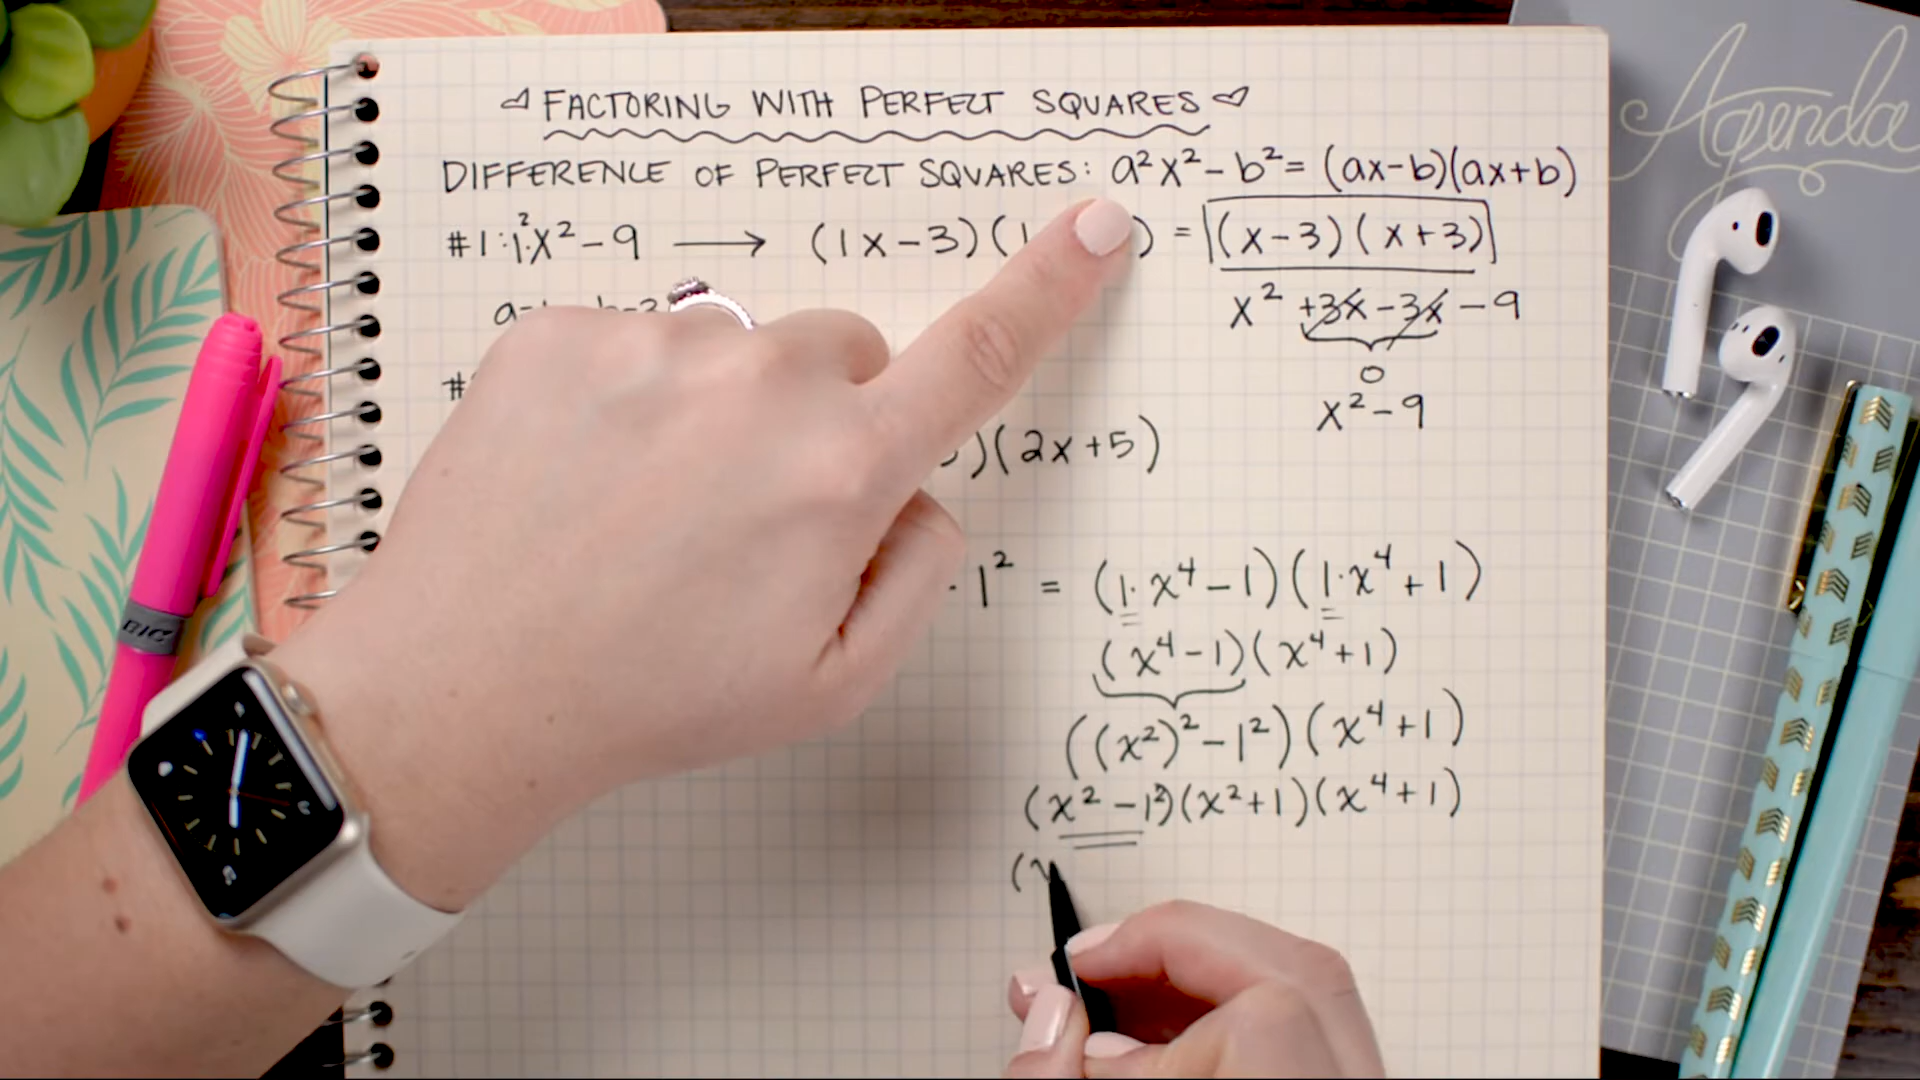 FACTORING WITH PERFECT SQUARES
DIFFERENCE OF PERFECT SQUARES: a²x² - b² = (ax-b)(ax+b)
#1: 1²·x² - 9 → (1x - 3)(1 ) = (x-3)(x+3)
x² +3x -3x -9
0
x² - 9
)(2x+5)
· 1² = (1·x⁴ - 1)(1·x⁴ + 1)
(x⁴ - 1)(x⁴ + 1)
((x²)² - 1²)(x⁴ + 1)
(x² - 1²)(x² + 1)(x⁴ + 1)
(x
Agenda
BIC